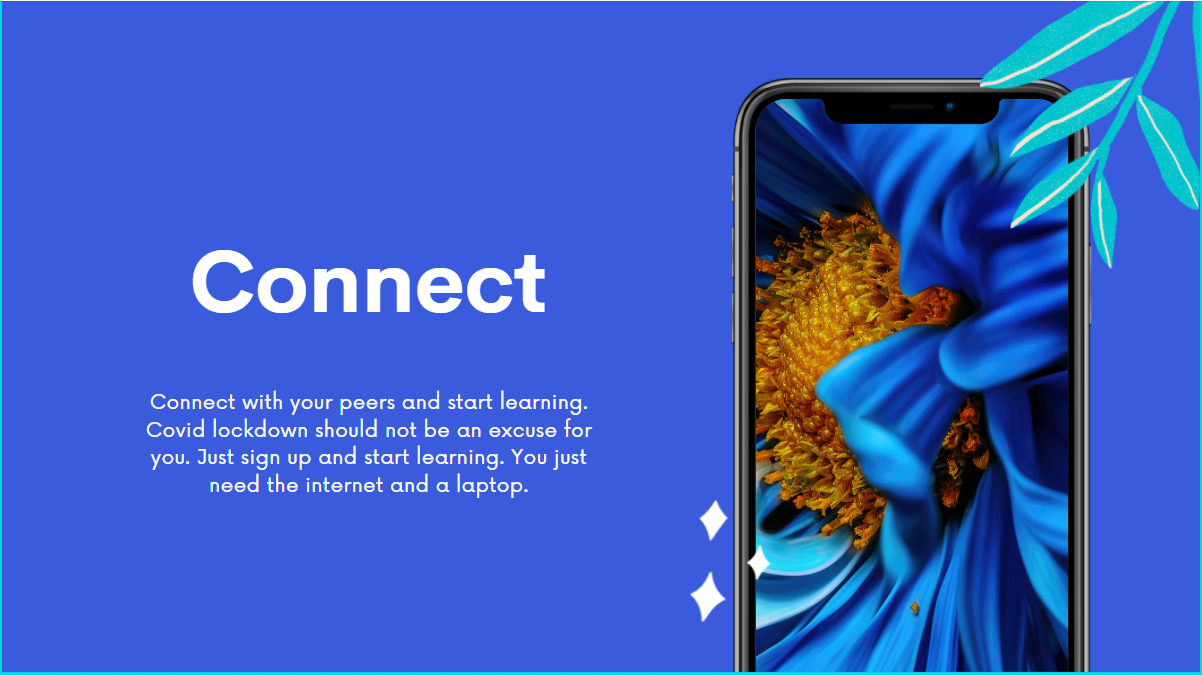 Connect
Connect with your peers and start learning.
Covid lockdown should not be an excuse for
you. Just sign up and start learning. You just
need the internet and a laptop.